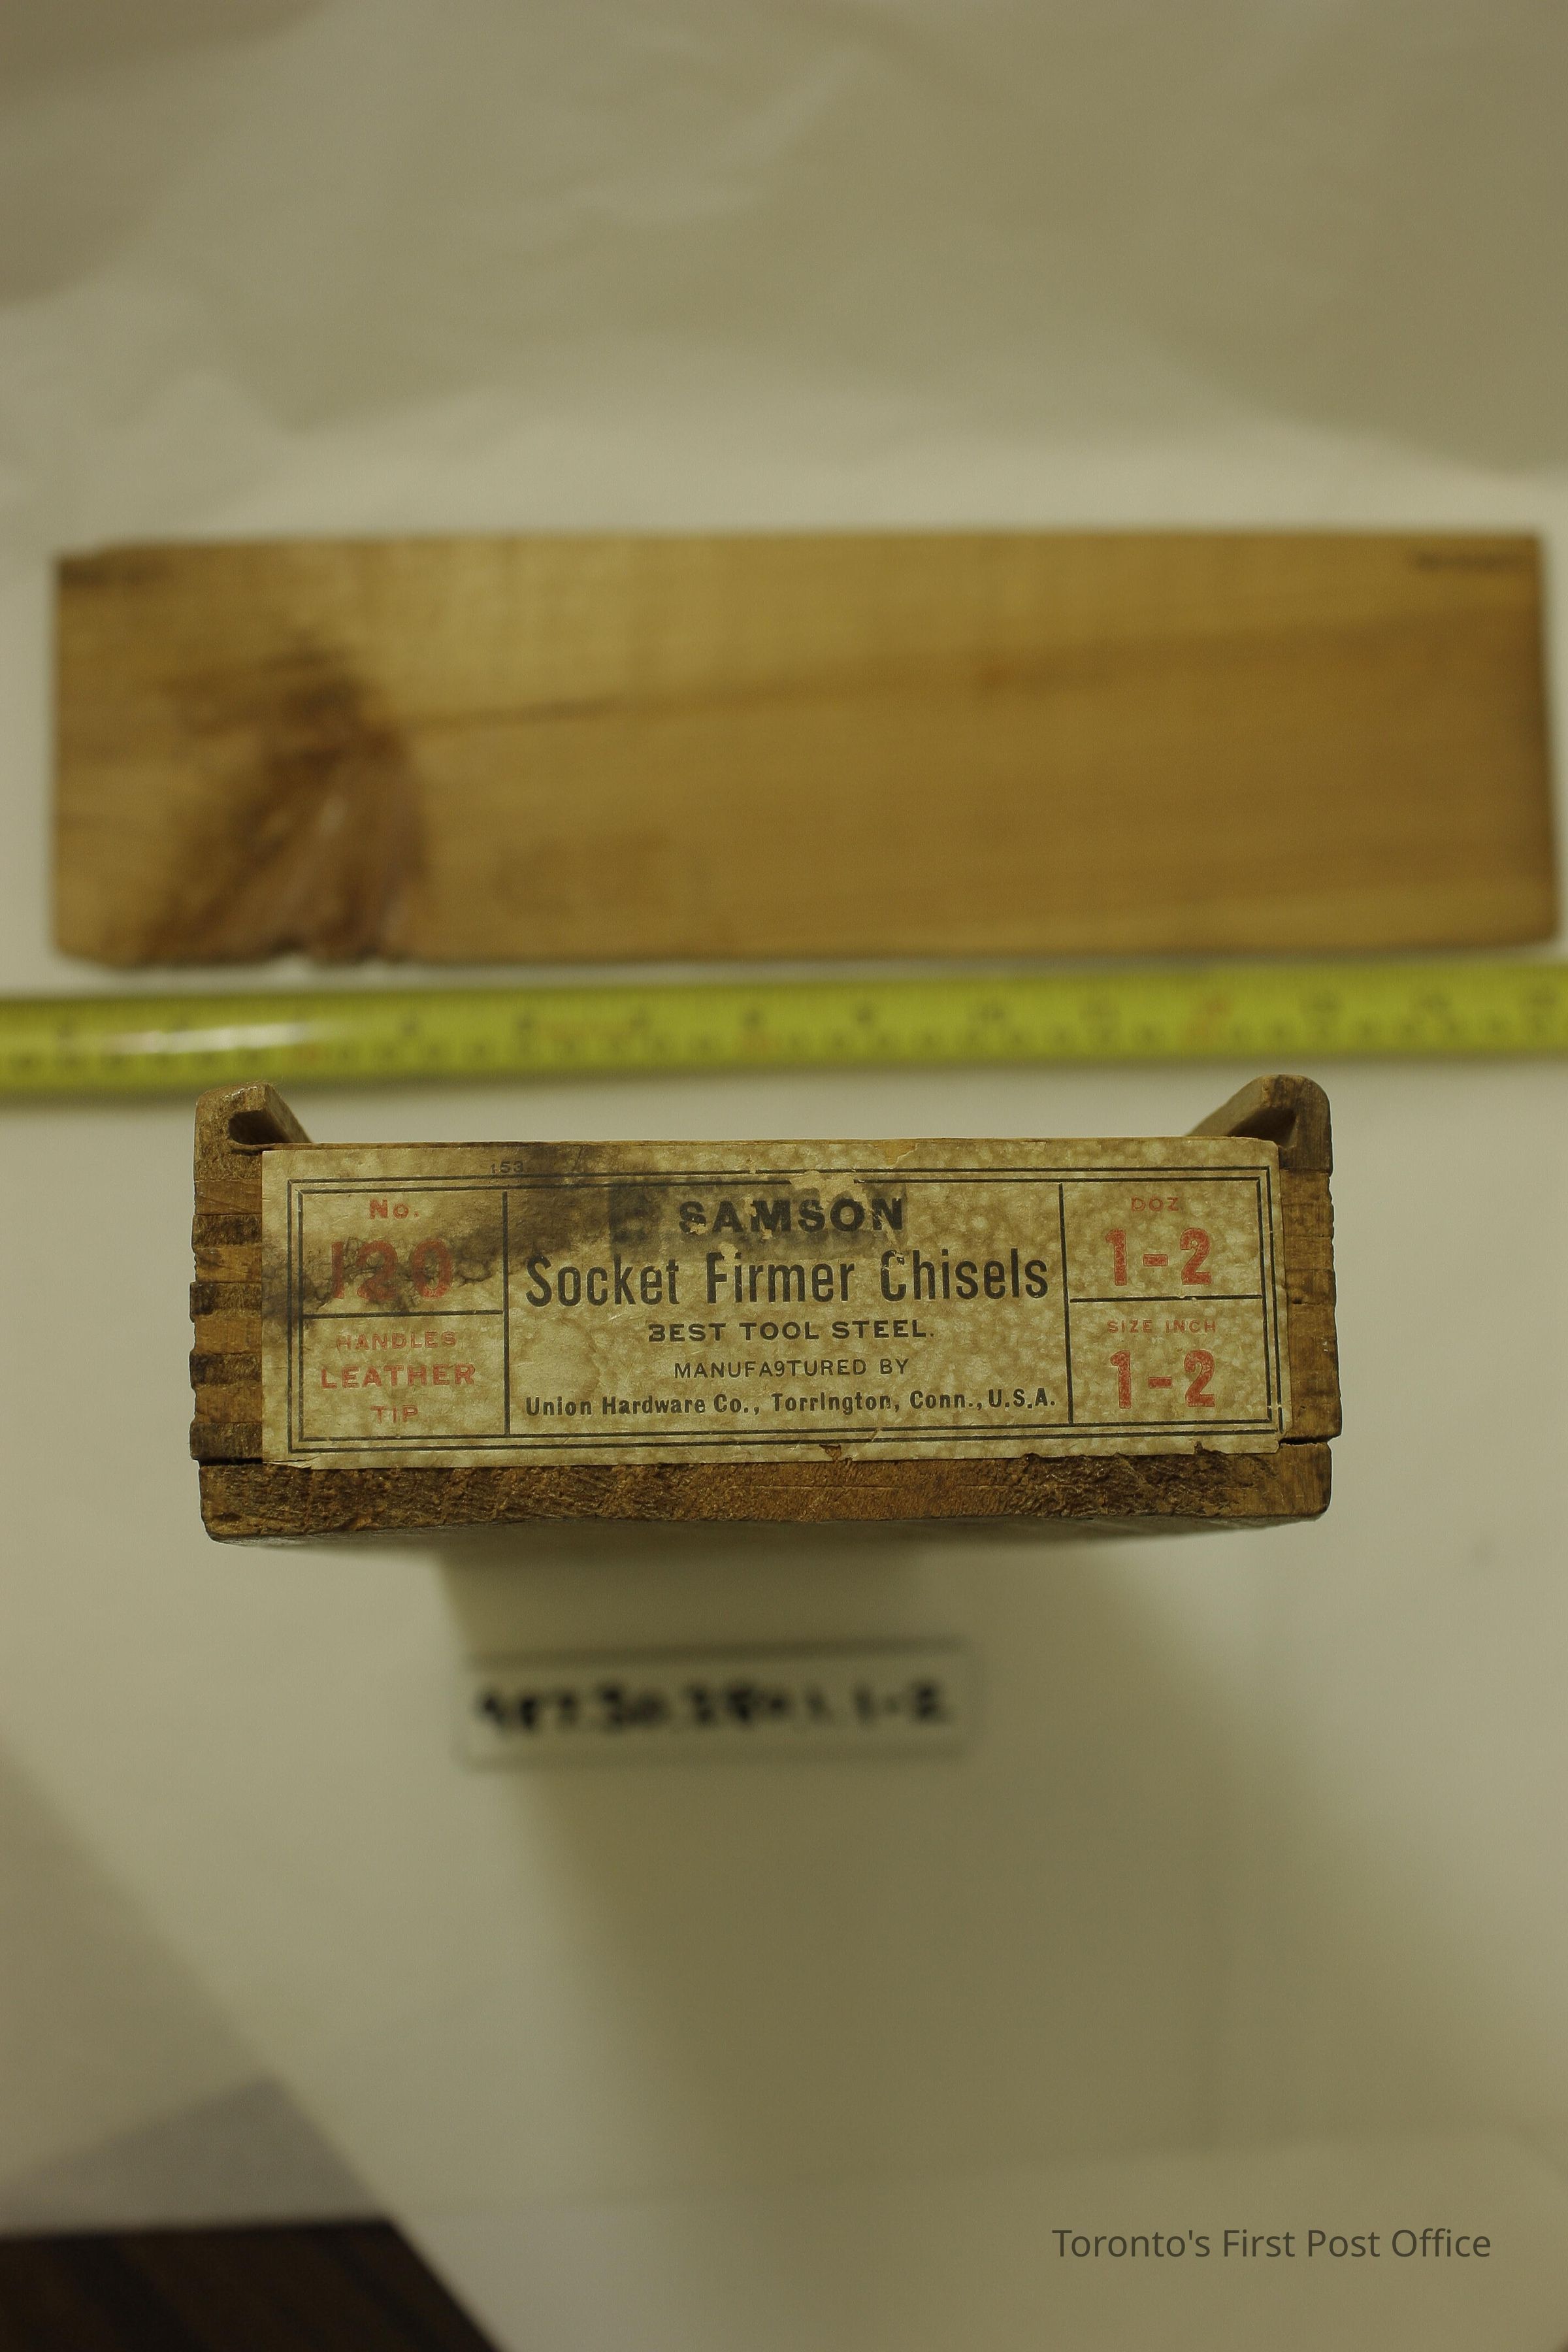 153
No.
120
HANDLES
LEATHER
TIP
SAMSON
Socket Firmer Chisels
BEST TOOL STEEL.
MANUFA9TURED BY
Union Hardware Co., Torrington, Conn., U.S.A.
DOZ
1-2
SIZE INCH
1-2
Toronto's First Post Office